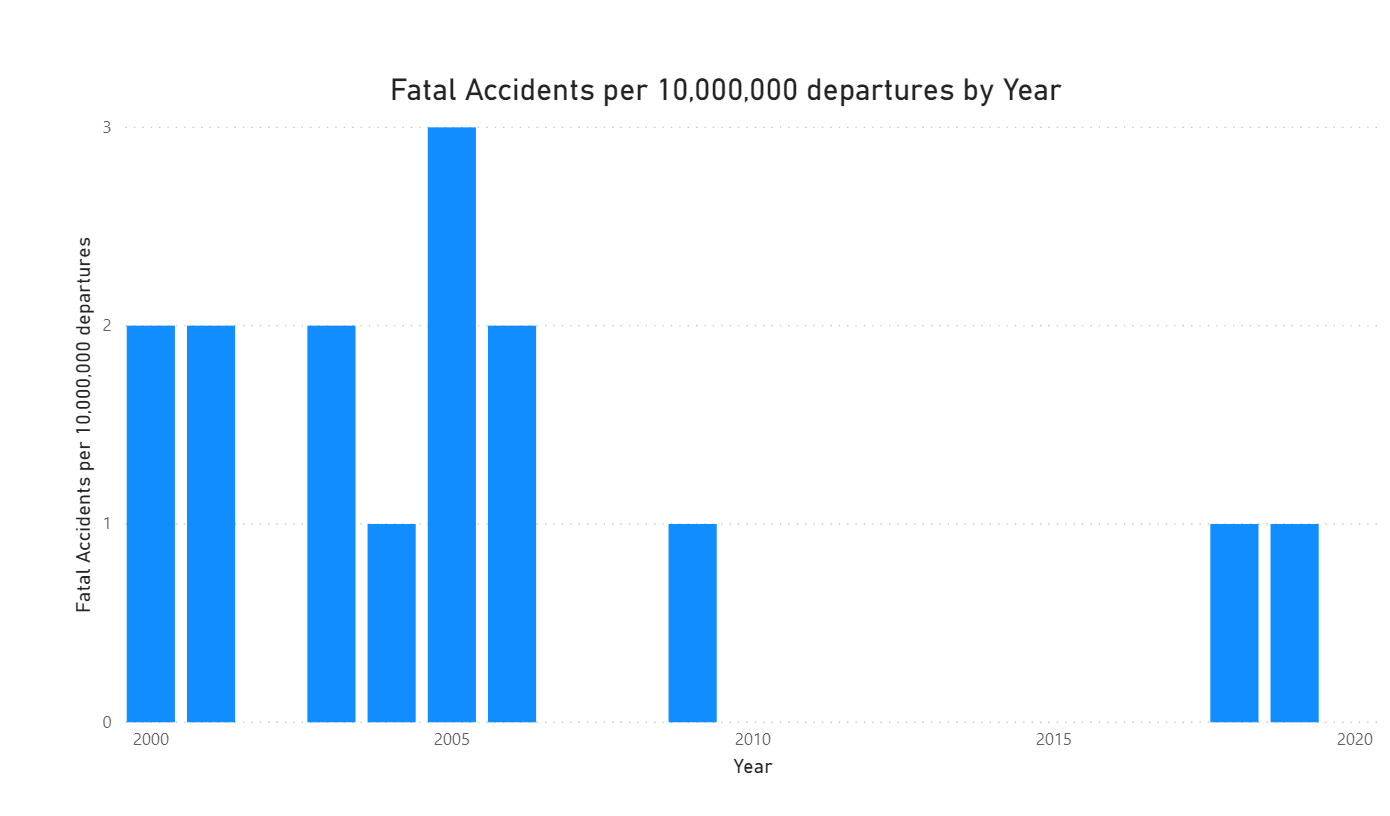 Fatal Accidents per 10,000,000 departures by Year
Fatal Accidents per 10,000,000 departures
3
2
1
0
2000 2005 2010 2015 2020
Year